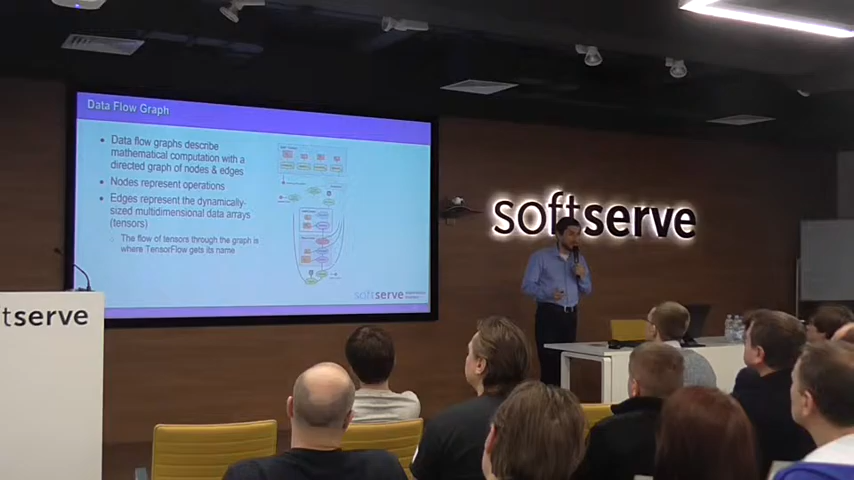 Data Flow Graph
Data flow graphs describe
mathematical computation with a
directed graph of nodes & edges
Nodes represent operations
Edges represent the dynamically-
sized multidimensional data arrays
(tensors)
The flow of tensors through the graph is
where TensorFlow gets its name
softserve
softserve
ftserve